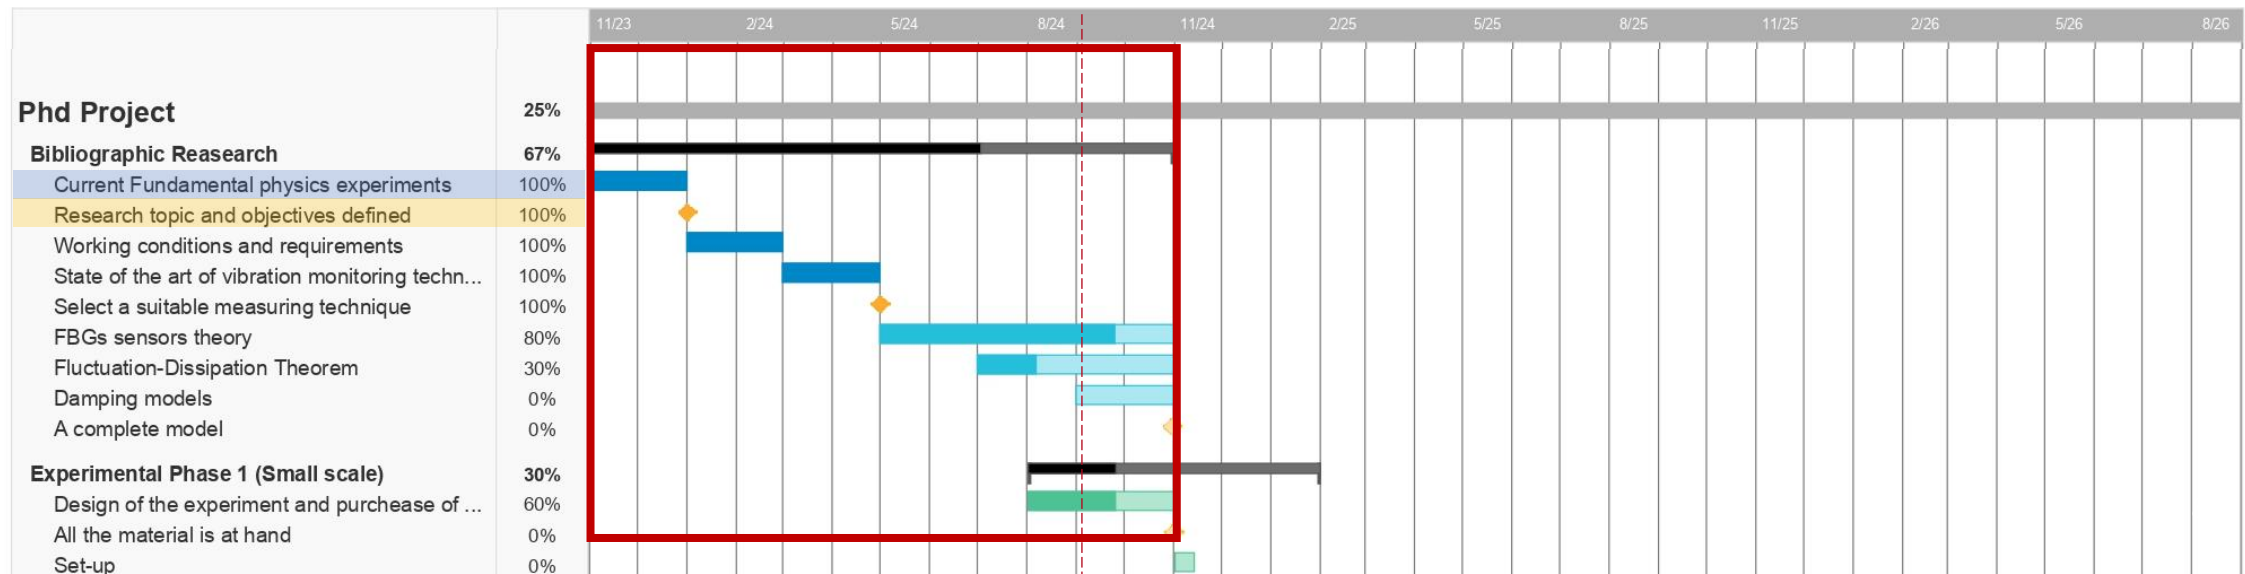 11/23 2/24 5/24 8/24 11/24 2/25 5/25 8/25 11/25 2/26 5/26 8/26
Phd Project 25%
Bibliographic Reasearch 67%
Current Fundamental physics experiments 100%
Research topic and objectives defined 100%
Working conditions and requirements 100%
State of the art of vibration monitoring techn... 100%
Select a suitable measuring technique 100%
FBGs sensors theory 80%
Fluctuation-Dissipation Theorem 30%
Damping models 0%
A complete model 0%
Experimental Phase 1 (Small scale) 30%
Design of the experiment and purchease of ... 60%
All the material is at hand 0%
Set-up 0%